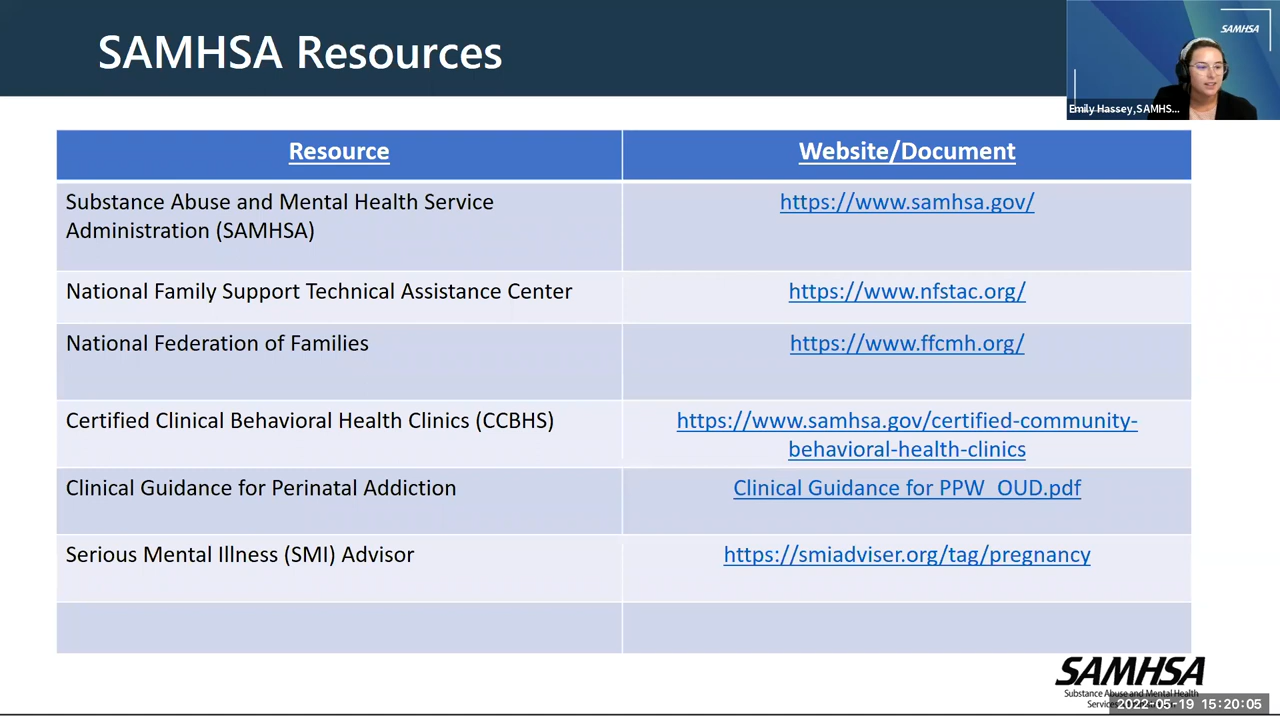 SAMHSA Resources
SAMHSA
Emily Hassey,SAMHS...
Resource
Website/Document
Substance Abuse and Mental Health Service
Administration (SAMHSA)
https://www.samhsa.gov/
National Family Support Technical Assistance Center
https://www.nfstac.org/
National Federation of Families
https://www.ffcmh.org/
Certified Clinical Behavioral Health Clinics (CCBHS)
https://www.samhsa.gov/certified-community-
behavioral-health-clinics
Clinical Guidance for Perinatal Addiction
Clinical Guidance for PPW_OUD.pdf
Serious Mental Illness (SMI) Advisor
https://smiadviser.org/tag/pregnancy
SAMHSA
Substance Abuse and Mental Health
2022-05-19 15:20:05